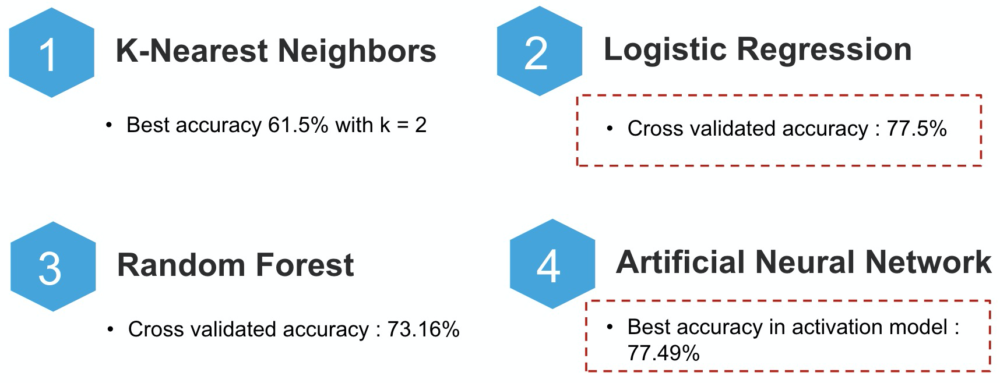 1
K-Nearest Neighbors
• Best accuracy 61.5% with k = 2
2
Logistic Regression
• Cross validated accuracy : 77.5%
3
Random Forest
• Cross validated accuracy : 73.16%
4
Artificial Neural Network
• Best accuracy in activation model :
77.49%